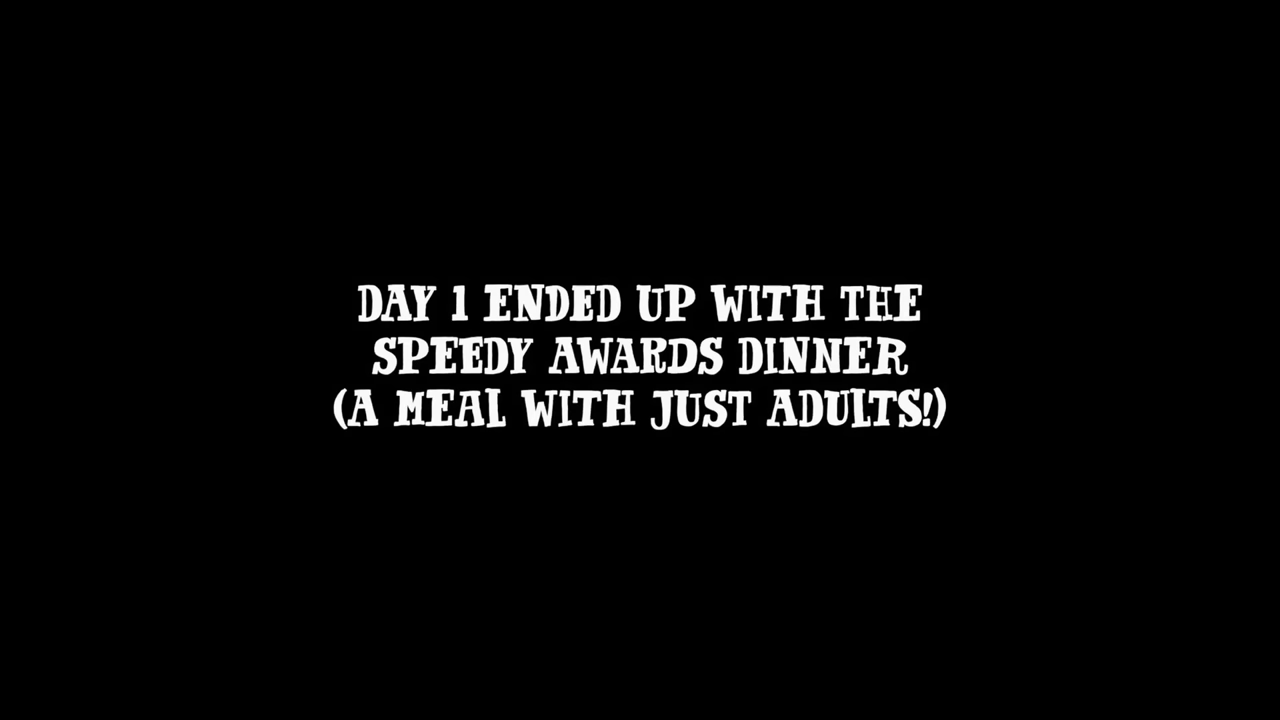 DAY 1 ENDED UP WITH THE
SPEEDY AWARDS DINNER
(A MEAL WITH JUST ADULTS!)